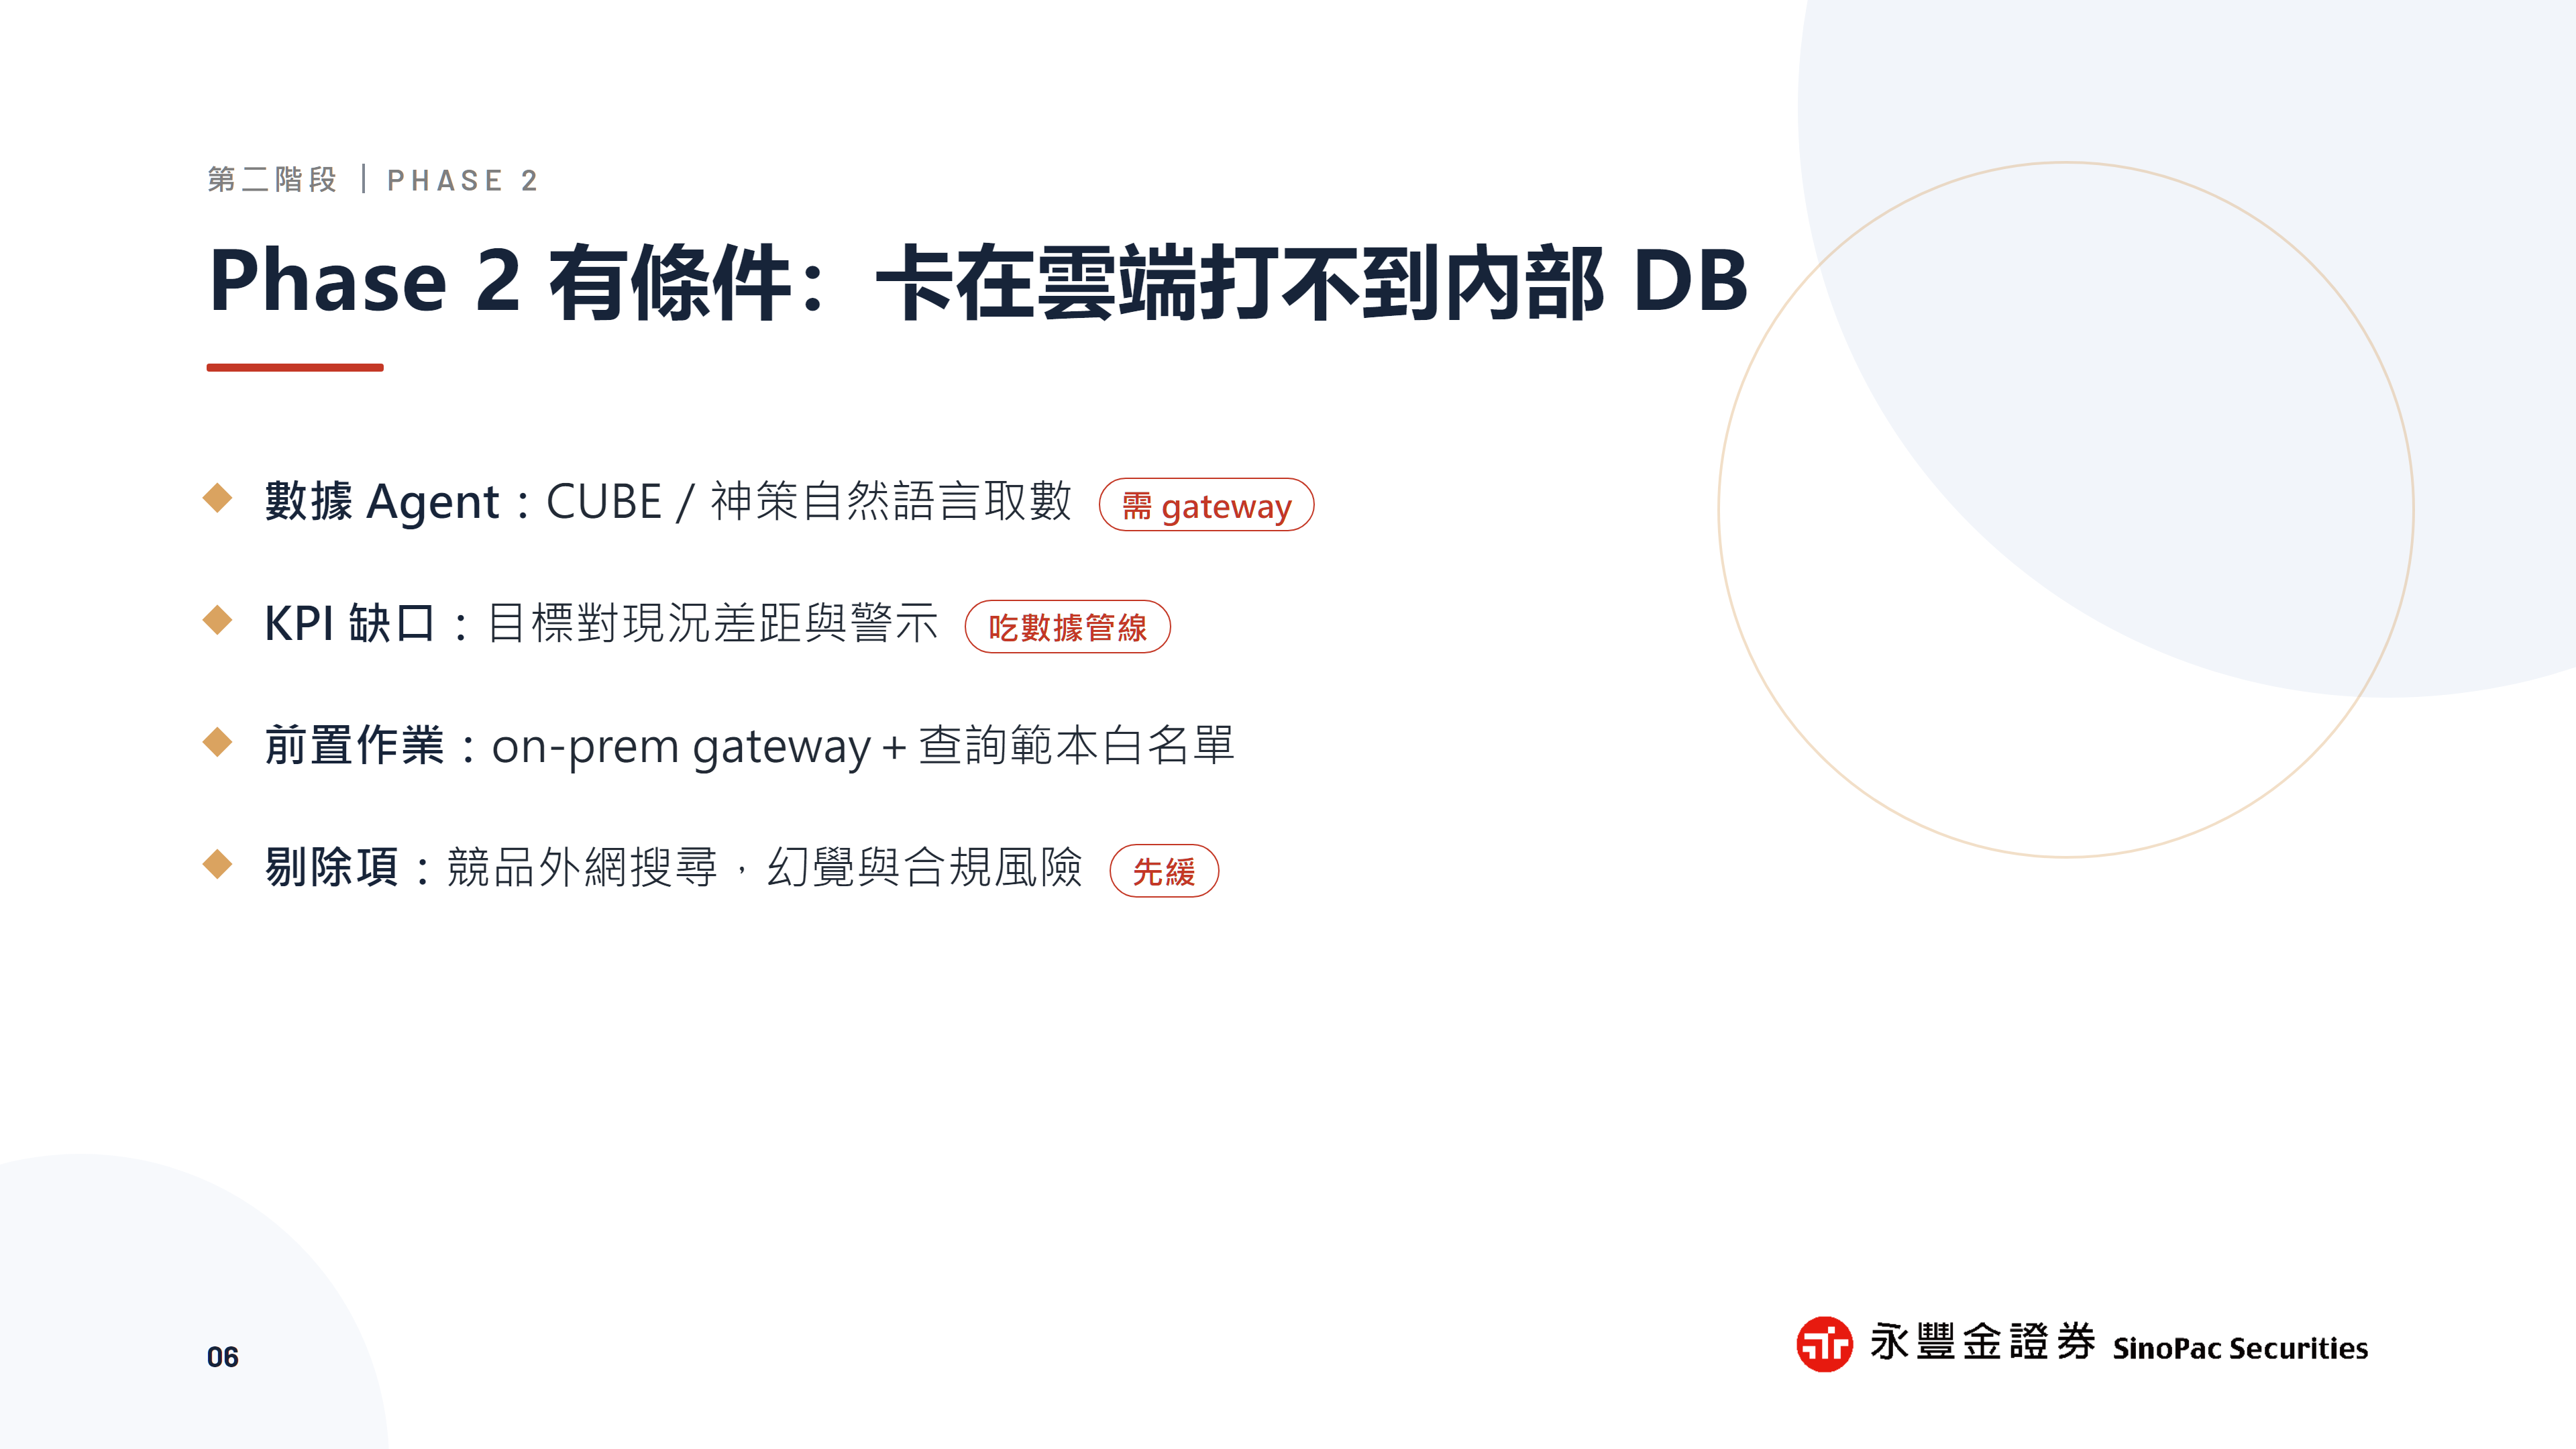 第二階段｜PHASE 2
Phase 2 有條件：卡在雲端打不到內部 DB
數據 Agent：CUBE / 神策自然語言取數 需 gateway
KPI 缺口：目標對現況差距與警示 吃數據管線
前置作業：on-prem gateway + 查詢範本白名單
剔除項：競品外網搜尋，幻覺與合規風險 先緩
06
永豐金證券 SinoPac Securities